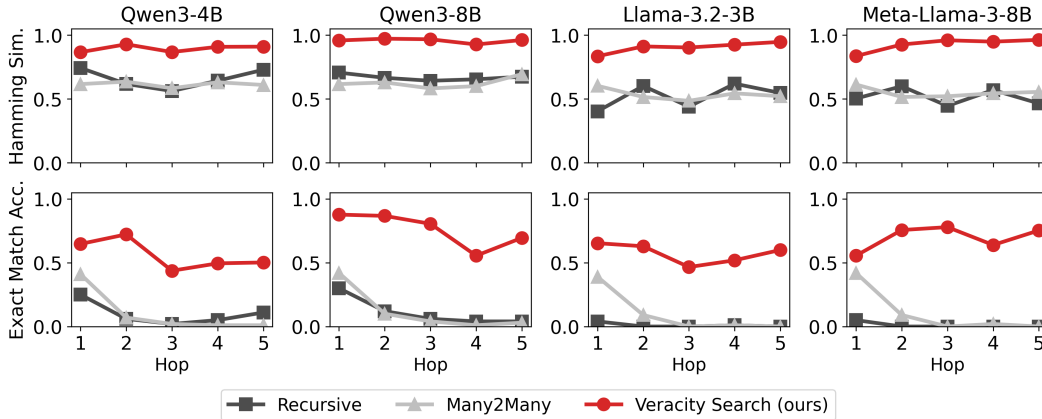 Qwen3-4B
Qwen3-8B
Llama-3.2-3B
Meta-Llama-3-8B
Hamming Sim.
1.0
0.5
0.0
1.0
0.5
0.0
1.0
0.5
0.0
1.0
0.5
0.0
Exact Match Acc.
1.0
0.5
0.0
1 2 3 4 5
Hop
1.0
0.5
0.0
1 2 3 4 5
Hop
1.0
0.5
0.0
1 2 3 4 5
Hop
1.0
0.5
0.0
1 2 3 4 5
Hop
Recursive Many2Many Veracity Search (ours)